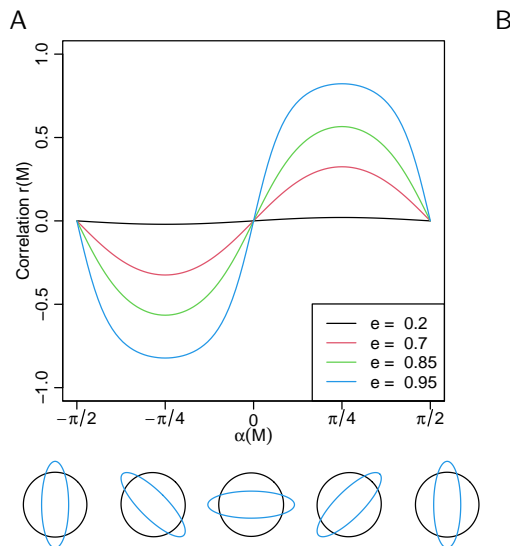 A
B
Correlation r(M)
1.0
0.5
0.0
−0.5
−1.0
e = 0.2
e = 0.7
e = 0.85
e = 0.95
−π/2
−π/4
0
π/4
π/2
α(M)